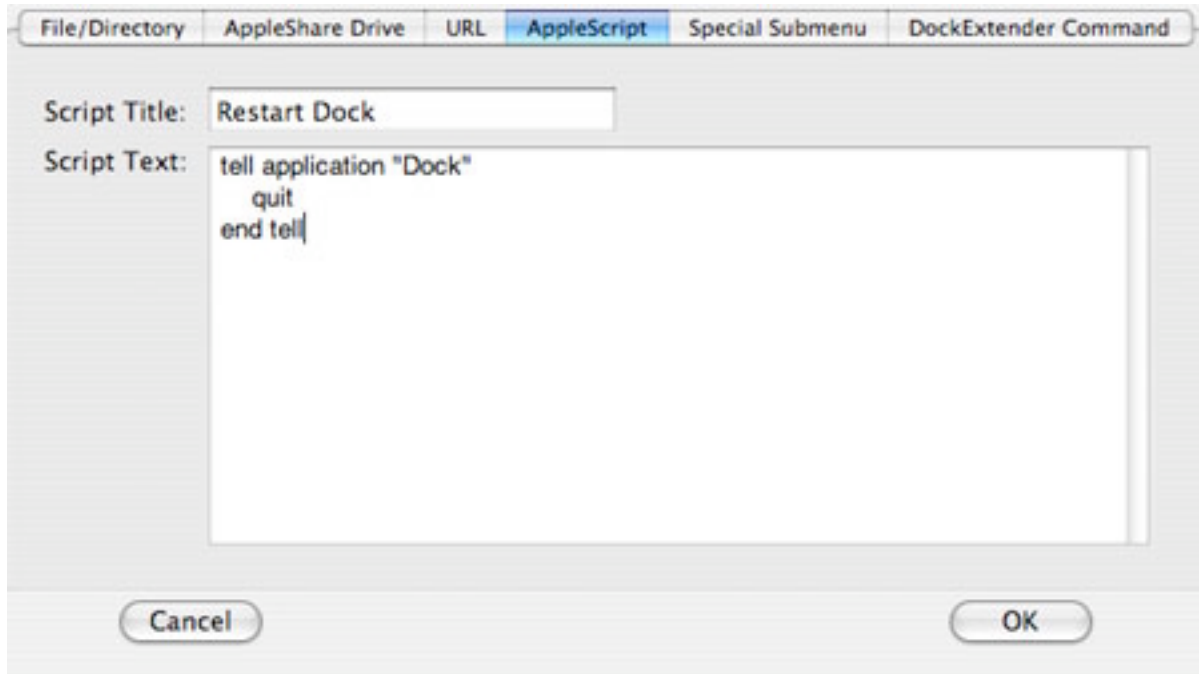 File/Directory AppleShare Drive URL AppleScript Special Submenu DockExtender Command
Script Title: Restart Dock
Script Text: tell application "Dock"
quit
end tell
Cancel OK